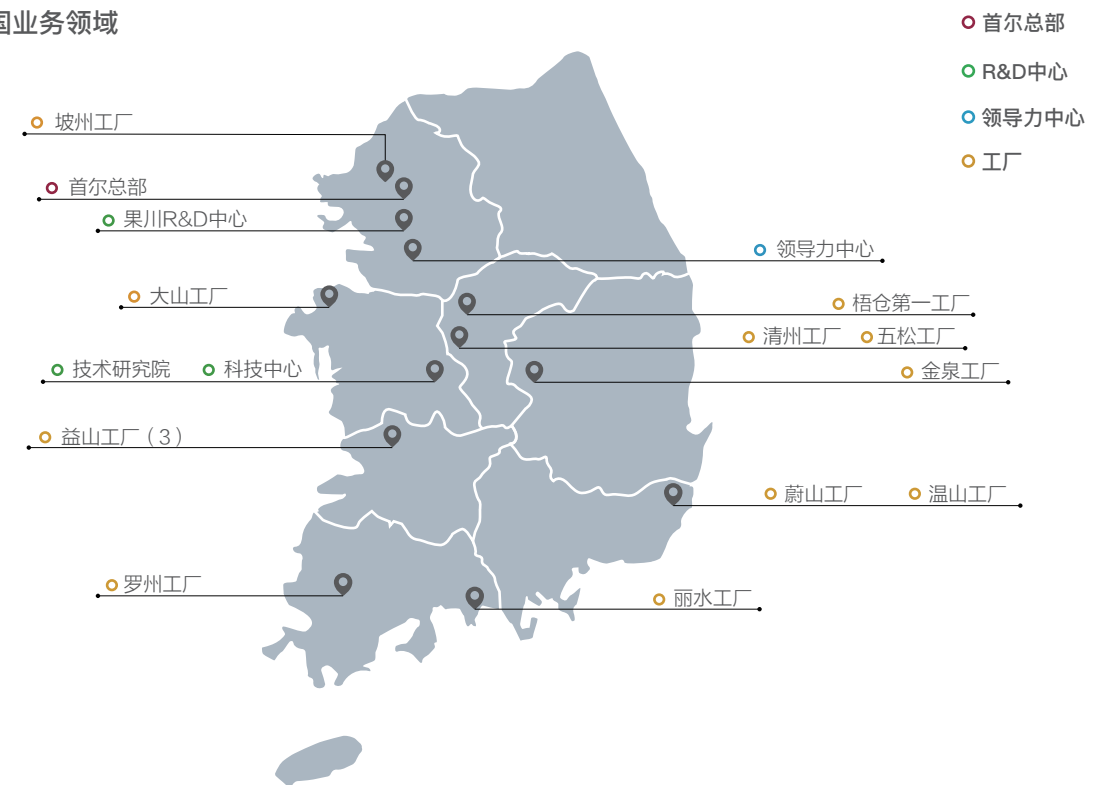 国业务领域
首尔总部
R&D中心
领导力中心
工厂
坡州工厂
首尔总部
果川R&D中心
领导力中心
大山工厂
梧仓第一工厂
清州工厂 五松工厂
技术研究院 科技中心
金泉工厂
益山工厂（3）
蔚山工厂 温山工厂
罗州工厂
丽水工厂